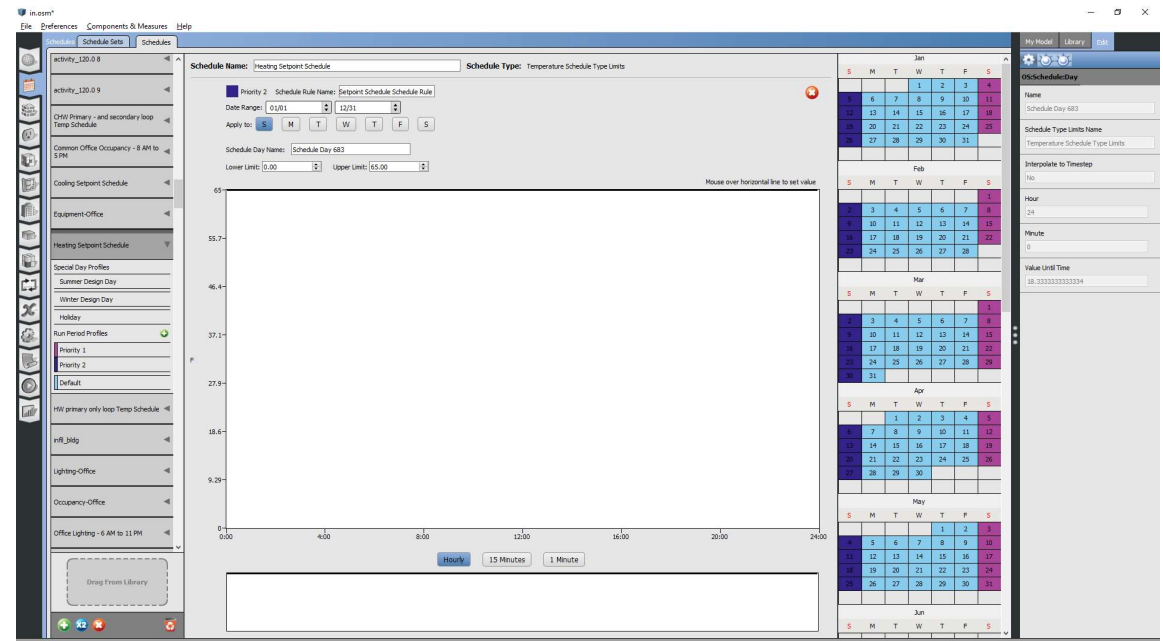 in.osm*
File Preferences Components & Measures Help
Schedules Schedule Sets Schedules
My Model Library Edit
activity_120.0 8
activity_120.0 9
CHW Primary - and secondary loop
Temp Schedule
Common Office Occupancy - 8 AM to
5 PM
Cooling Setpoint Schedule
Equipment-Office
Heating Setpoint Schedule
Special Day Profiles
Summer Design Day
Winter Design Day
Holiday
Run Period Profiles
Priority 1
Priority 2
Default
HW primary only loop Temp Schedule
infil_bldg
Lighting-Office
Occupancy-Office
Office Lighting - 6 AM to 11 PM
Drag From Library
X2
Schedule Name: Heating Setpoint Schedule Schedule Type: Temperature Schedule Type Limits
Priority 2 Schedule Rule Name: Setpoint Schedule Schedule Rule
Date Range: 01/01 12/31
Apply to: S M T W T F S
Schedule Day Name: Schedule Day 683
Lower Limit: 0.00 Upper Limit: 65.00
Mouse over horizontal line to set value
65
55.7
46.4
37.1
F
27.9
18.6
9.29
0
0:00 4:00 8:00 12:00 16:00 20:00 24:00
Hourly 15 Minutes 1 Minute
Jan
S M T W T F S
1 2 3 4
5 6 7 8 9 10 11
12 13 14 15 16 17 18
19 20 21 22 23 24 25
26 27 28 29 30 31
Feb
S M T W T F S
1
2 3 4 5 6 7 8
9 10 11 12 13 14 15
16 17 18 19 20 21 22
23 24 25 26 27 28
Mar
S M T W T F S
1
2 3 4 5 6 7 8
9 10 11 12 13 14 15
16 17 18 19 20 21 22
23 24 25 26 27 28 29
30 31
Apr
S M T W T F S
1 2 3 4 5
6 7 8 9 10 11 12
13 14 15 16 17 18 19
20 21 22 23 24 25 26
27 28 29 30
May
S M T W T F S
1 2 3
4 5 6 7 8 9 10
11 12 13 14 15 16 17
18 19 20 21 22 23 24
25 26 27 28 29 30 31
Jun
S M T W T F S
OS:Schedule:Day
Name
Schedule Day 683
Schedule Type Limits Name
Temperature Schedule Type Limits
Interpolate to Timestep
No
Hour
24
Minute
0
Value Until Time
18.3333333333334